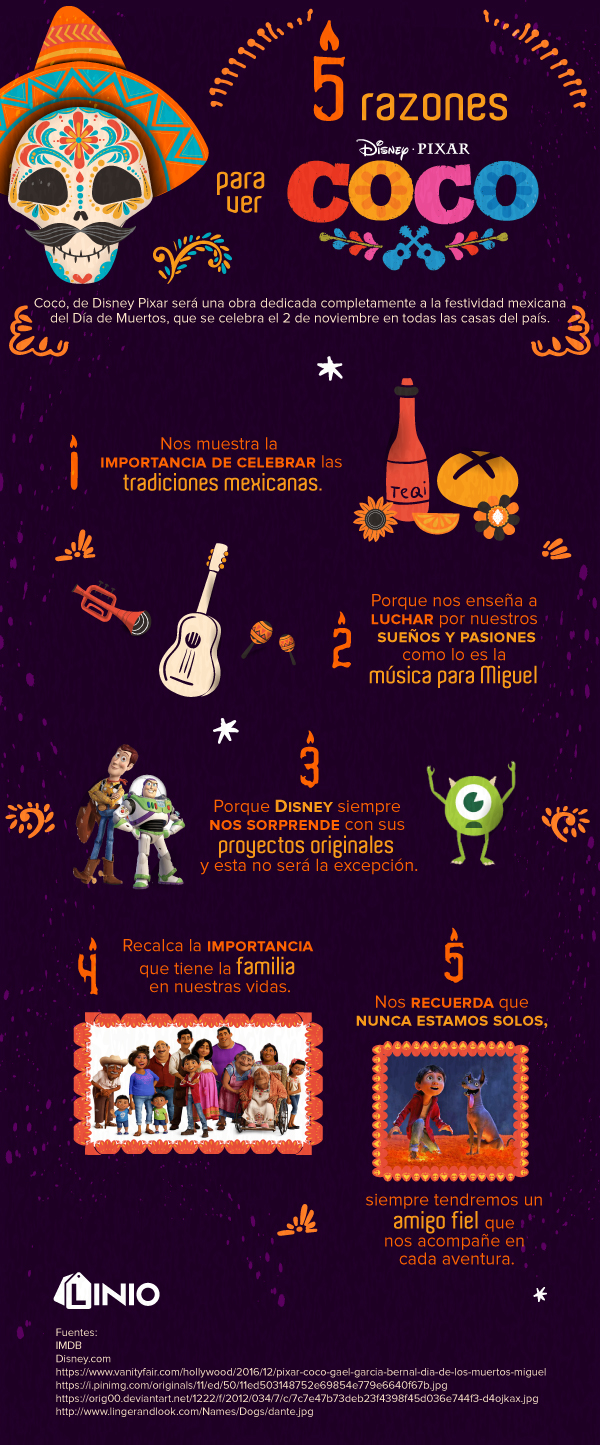 5 razones
para
ver
Disney · PIXAR
COCO
Coco, de Disney Pixar será una obra dedicada completamente a la festividad mexicana
del Día de Muertos, que se celebra el 2 de noviembre en todas las casas del país.
1
Nos muestra la
IMPORTANCIA DE CELEBRAR las
tradiciones mexicanas.
TeQi
2
Porque nos enseña a
LUCHAR por nuestros
SUEÑOS Y PASIONES
como lo es la
música para Miguel
3
Porque DISNEY siempre
NOS SORPRENDE con sus
proyectos originales
y esta no será la excepción.
4
Recalca la IMPORTANCIA
que tiene la familia
en nuestras vidas.
5
Nos RECUERDA que
NUNCA ESTAMOS SOLOS,
siempre tendremos un
amigo fiel que
nos acompañe en
cada aventura.
LINIO
Fuentes:
IMDB
Disney.com
https://www.vanityfair.com/hollywood/2016/12/pixar-coco-gael-garcia-bernal-dia-de-los-muertos-miguel
https://i.pinimg.com/originals/11/ed/50/11ed503148752e69854e779e6640f67b.jpg
https://orig00.deviantart.net/1222/f/2012/034/7/c/7c7e47b73deb23f4398f45d036e744f3-d4ojkax.jpg
http://www.lingerandlook.com/Names/Dogs/dante.jpg